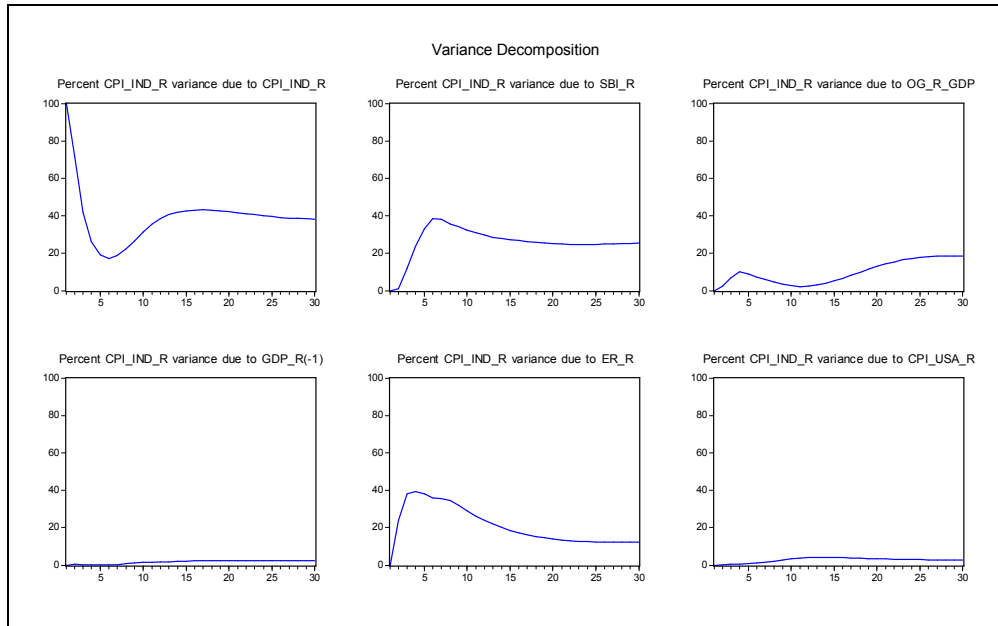 Variance Decomposition
Percent CPI_IND_R variance due to CPI_IND_R
100
80
60
40
20
0
5 10 15 20 25 30
Percent CPI_IND_R variance due to SBI_R
100
80
60
40
20
0
5 10 15 20 25 30
Percent CPI_IND_R variance due to OG_R_GDP
100
80
60
40
20
0
5 10 15 20 25 30
Percent CPI_IND_R variance due to GDP_R(-1)
100
80
60
40
20
0
5 10 15 20 25 30
Percent CPI_IND_R variance due to ER_R
100
80
60
40
20
0
5 10 15 20 25 30
Percent CPI_IND_R variance due to CPI_USA_R
100
80
60
40
20
0
5 10 15 20 25 30